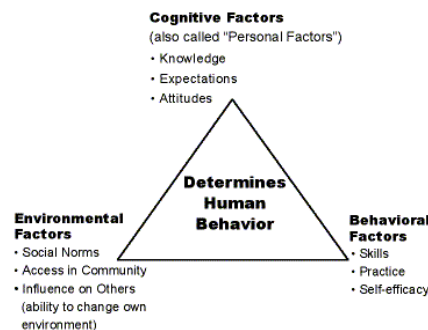 Cognitive Factors
(also called "Personal Factors")
• Knowledge
• Expectations
• Attitudes
Determines
Human
Behavior
Environmental
Factors
• Social Norms
• Access in Community
• Influence on Others
(ability to change own
environment)
Behavioral
Factors
• Skills
• Practice
• Self-efficacy